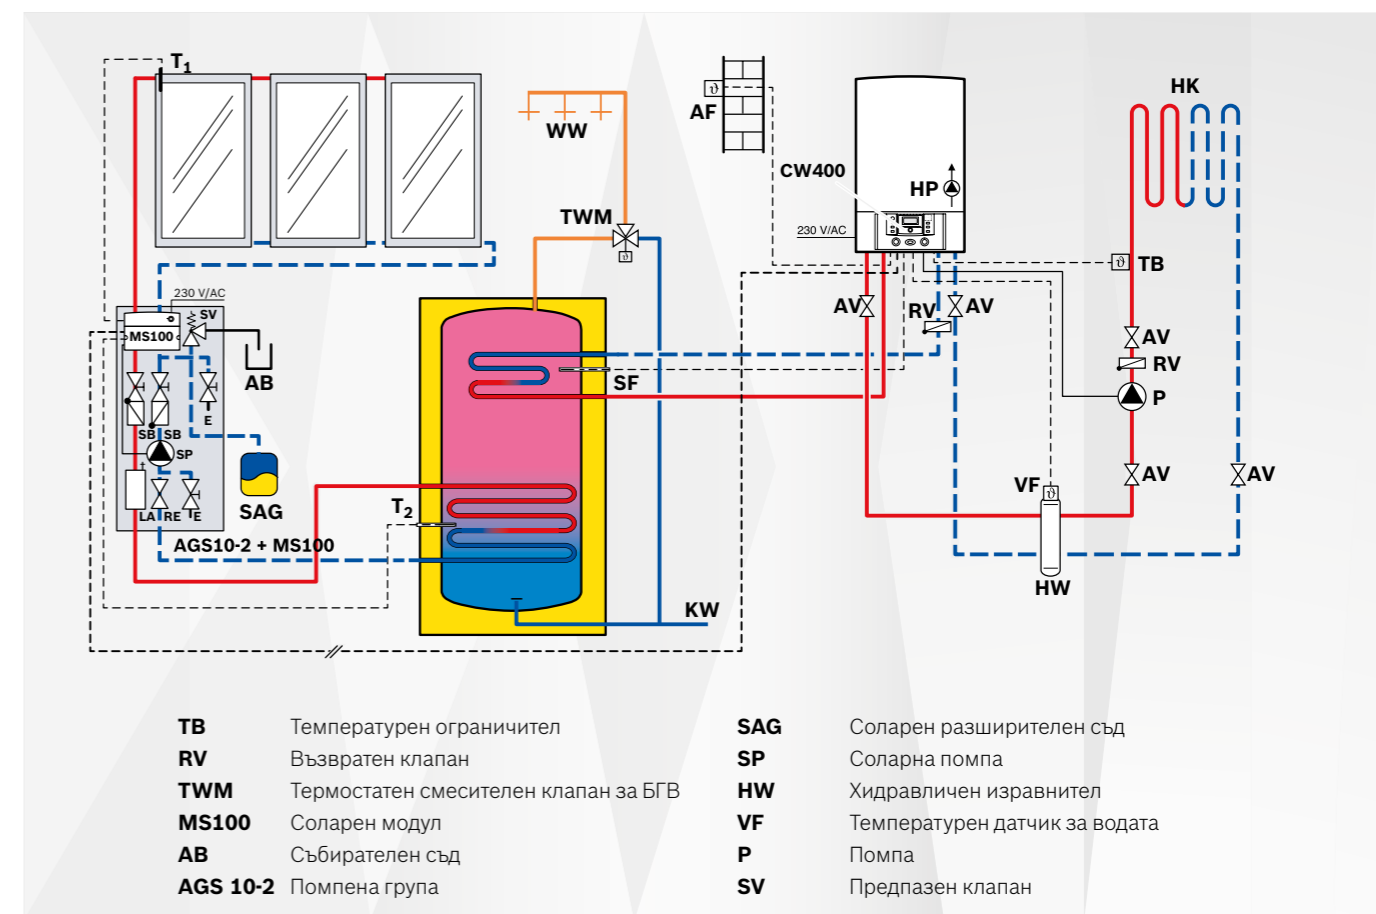 T1
AF
WW
HK
CW400
HP
TWM
230 V/AC
TB
230 V/AC
SV
MS100
AV
RV
AV
AV
RV
AB
SF
P
E
SB
SB
SP
T2
VF
AV
AV
SAG
LA
RE
E
AGS10-2 + MS100
HW
KW
TB Температурен ограничител
RV Възвратен клапан
TWM Термостатен смесителен клапан за БГВ
MS100 Соларен модул
AB Събирателен съд
AGS 10-2 Помпена група
SAG Соларен разширителен съд
SP Соларна помпа
HW Хидравличен изравнител
VF Температурен датчик за водата
P Помпа
SV Предпазен клапан